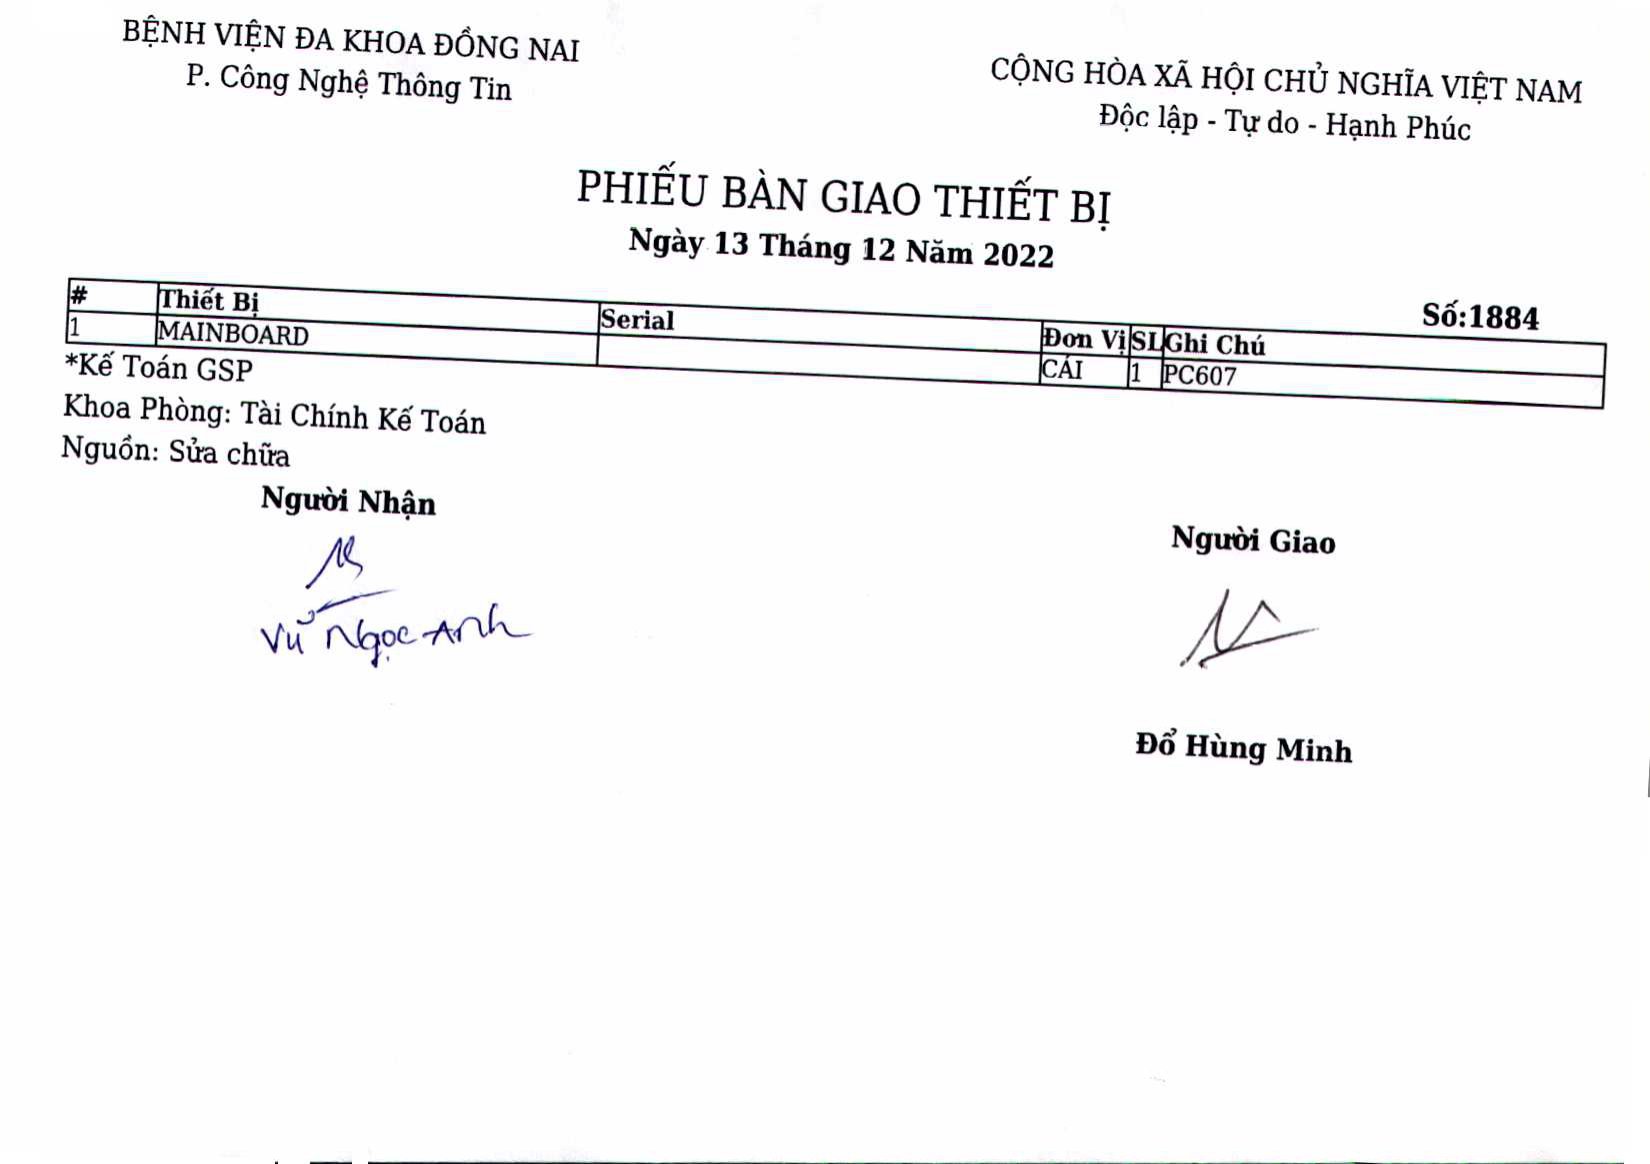 BỆNH VIỆN ĐA KHOA ĐỒNG NAI
P. Công Nghệ Thông Tin
CỘNG HÒA XÃ HỘI CHỦ NGHĨA VIỆT NAM
Độc lập - Tự do - Hạnh Phúc
PHIẾU BÀN GIAO THIẾT BỊ
Ngày 13 Tháng 12 Năm 2022
Số:1884
# Thiết Bị Serial Đơn Vị SL Ghi Chú
1 MAINBOARD CÁI 1 PC607
*Kế Toán GSP
Khoa Phòng: Tài Chính Kế Toán
Nguồn: Sửa chữa
Người Nhận
Người Giao
Vũ Ngọc Anh
Đổ Hùng Minh